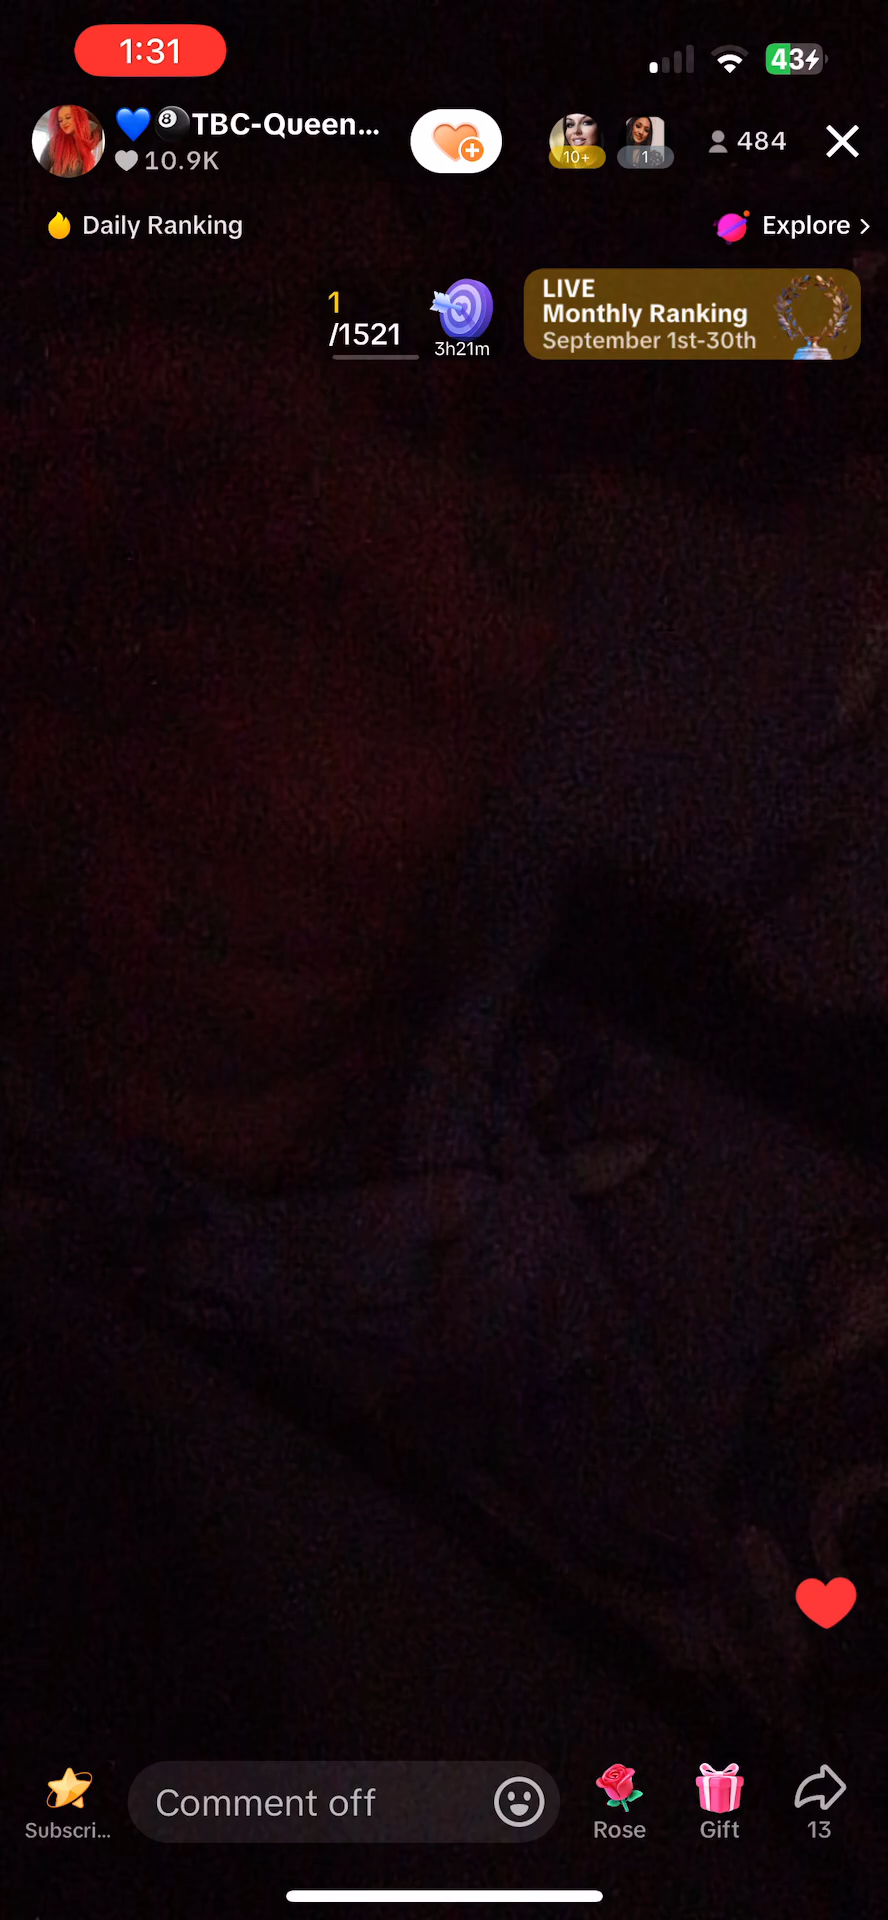 1:31
43
💙🎱TBC-Queen...
10.9K
10+
1
484
Daily Ranking
Explore >
1
/1521
3h21m
LIVE
Monthly Ranking
September 1st-30th
Subscri...
Comment off
Rose
Gift
13